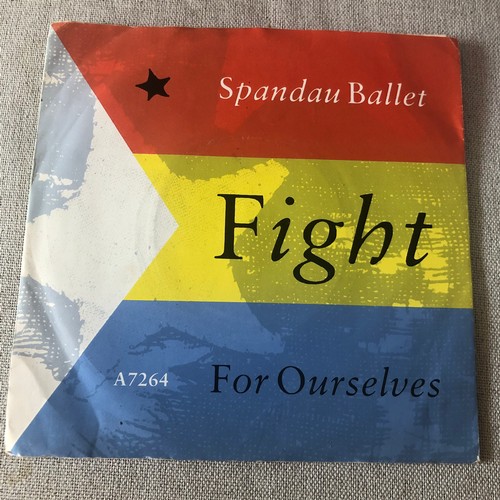 Spandau Ballet
Fight
A7264 For Ourselves